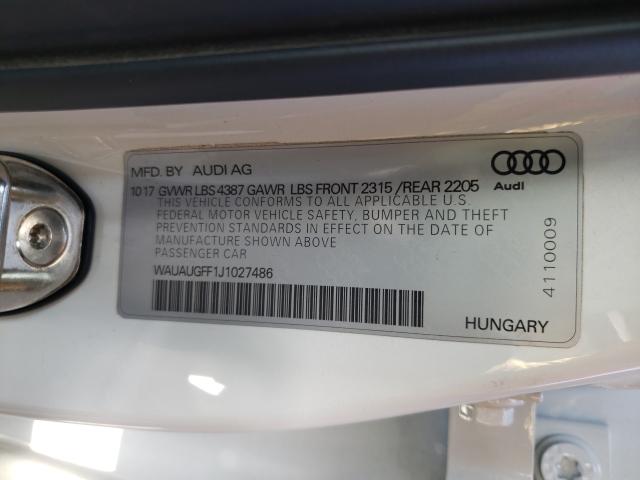 MFD. BY AUDI AG
10 17 GVWR LBS 4387 GAWR LBS FRONT 2315 /REAR 2205
THIS VEHICLE CONFORMS TO ALL APPLICABLE U.S.
FEDERAL MOTOR VEHICLE SAFETY, BUMPER AND THEFT
PREVENTION STANDARDS IN EFFECT ON THE DATE OF
MANUFACTURE SHOWN ABOVE
PASSENGER CAR
WAUAUGFF1J1027486
Audi
4110009
HUNGARY